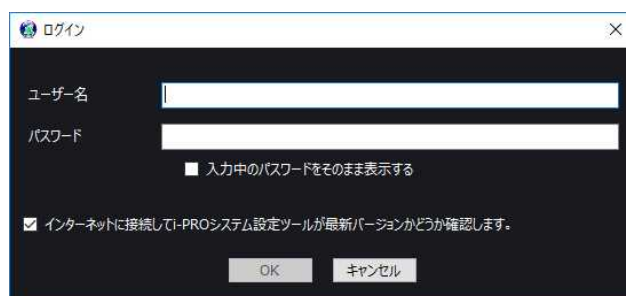 ログイン
ユーザー名
パスワード
入力中のパスワードをそのまま表示する
インターネットに接続してi-PROシステム設定ツールが最新バージョンかどうか確認します。
OK キャンセル